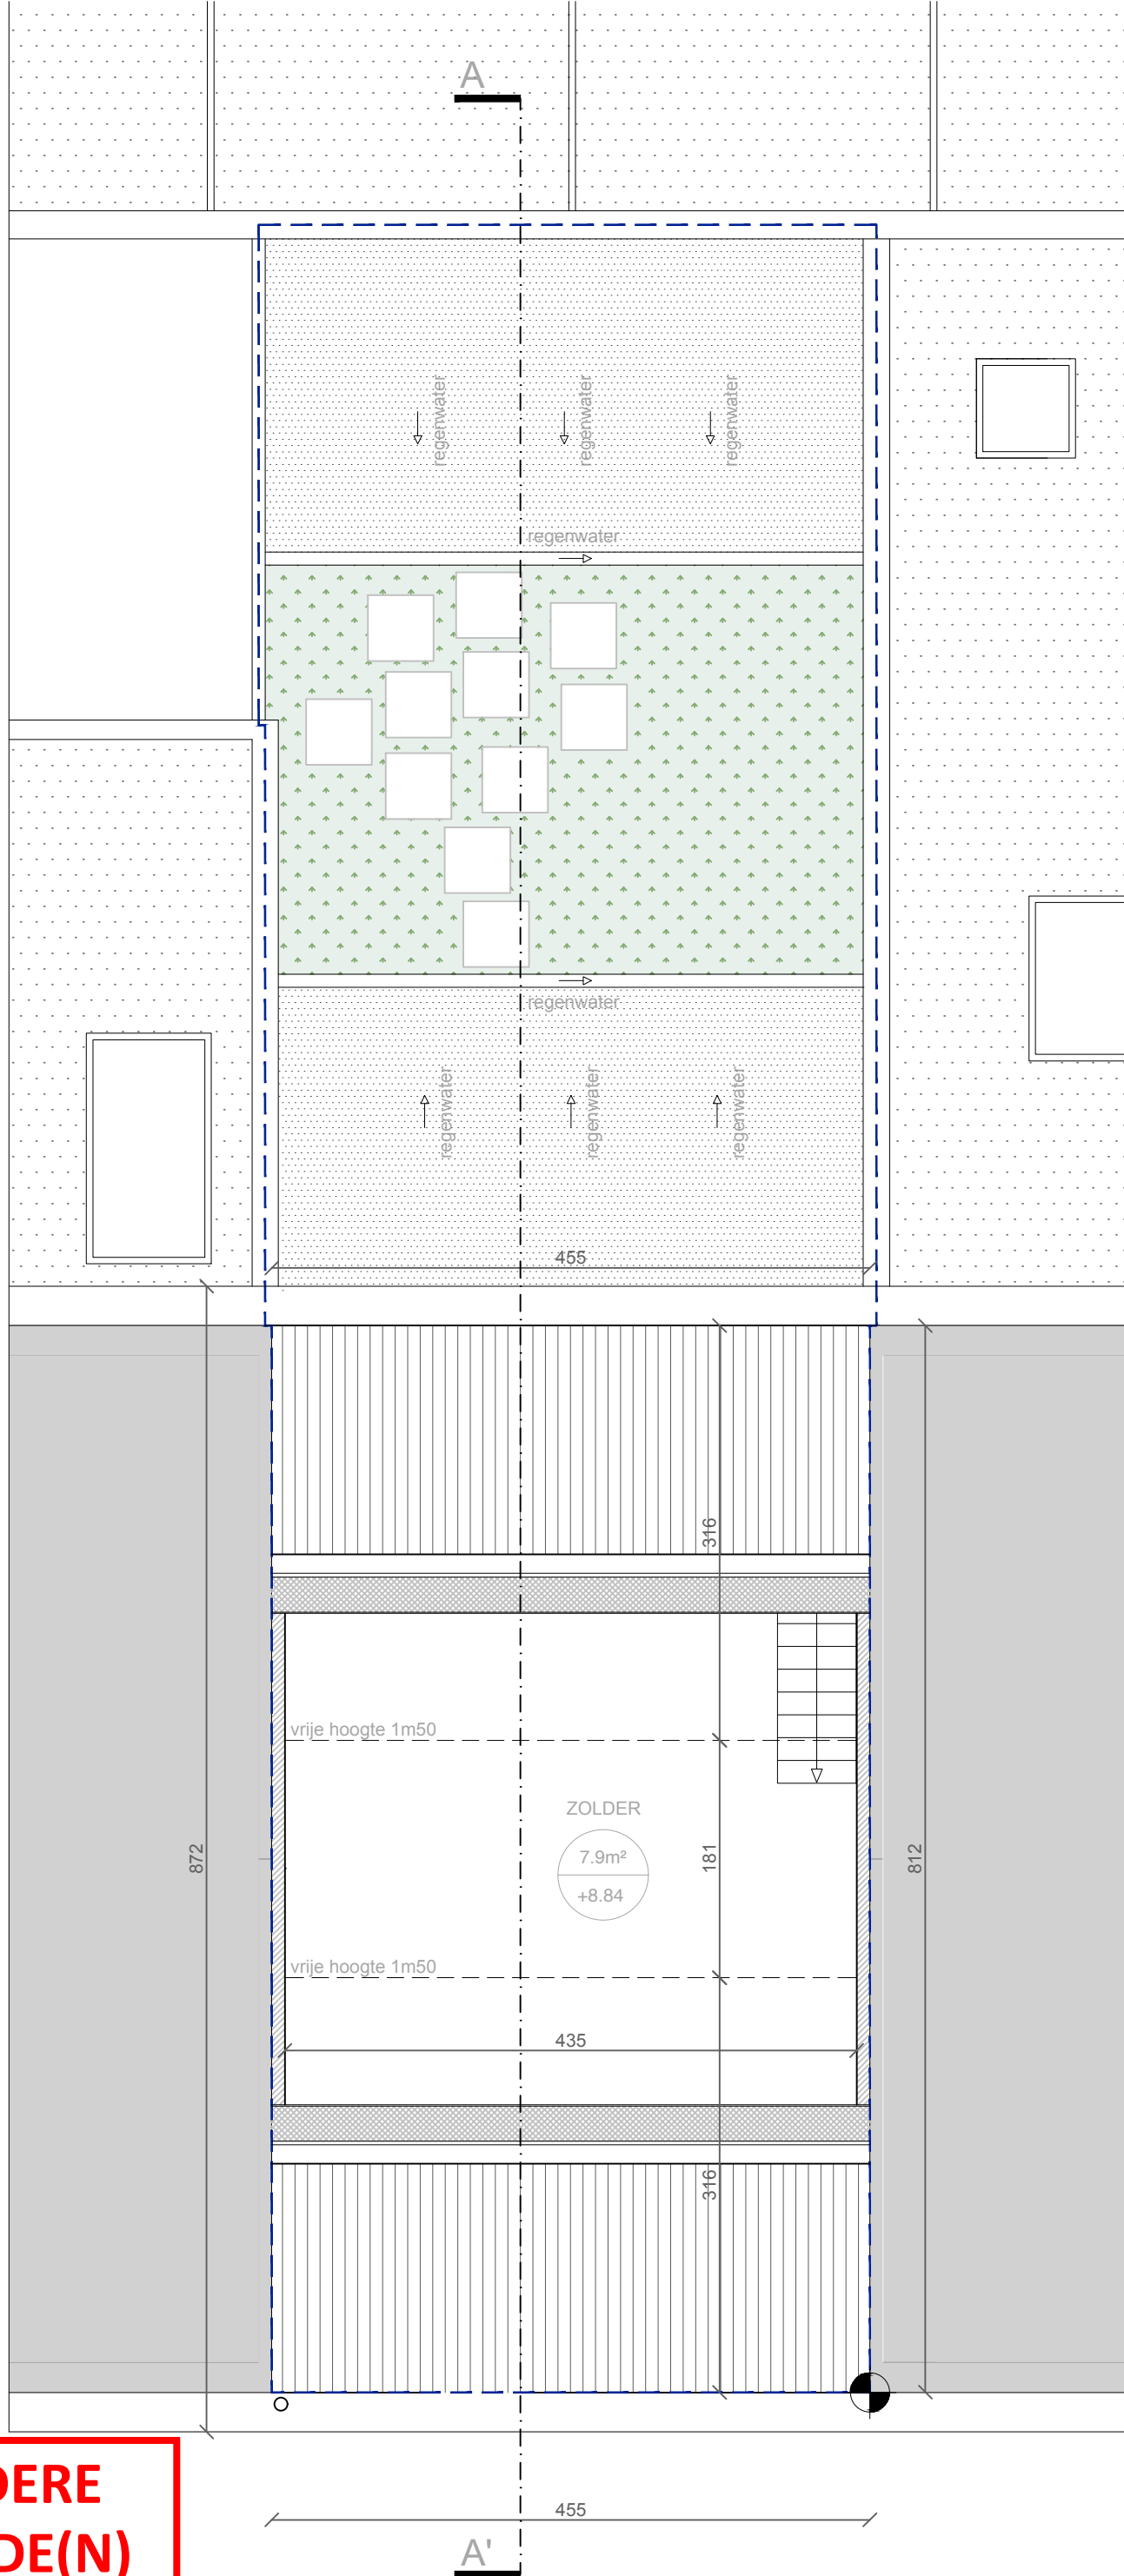 A
regenwater
regenwater
regenwater
regenwater
regenwater
regenwater
regenwater
regenwater
455
316
vrije hoogte 1m50
ZOLDER
7.9m²
+8.84
872
181
812
vrije hoogte 1m50
435
316
455
A'
DERE
DE(N)